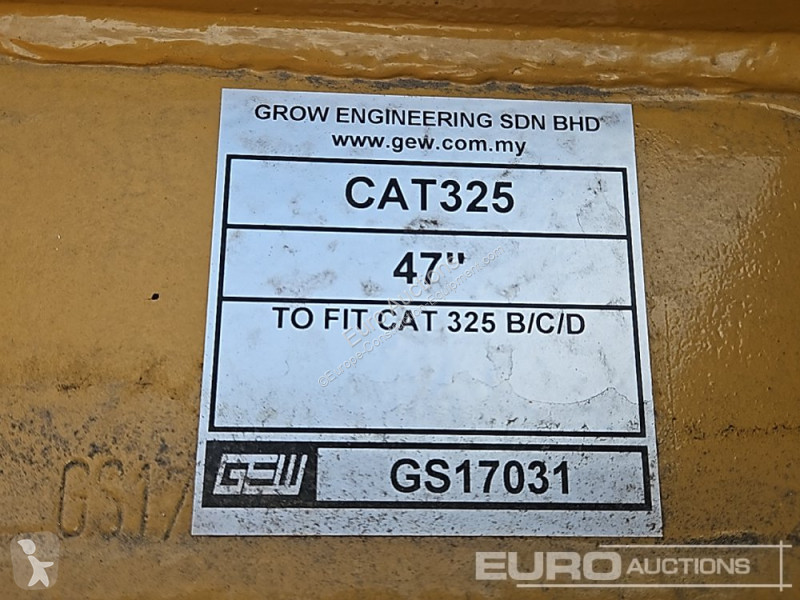 GROW ENGINEERING SDN BHD
www.gew.com.my
CAT325
47"
TO FIT CAT 325 B/C/D
GEW
GS17031
GS17
EURO AUCTIONS